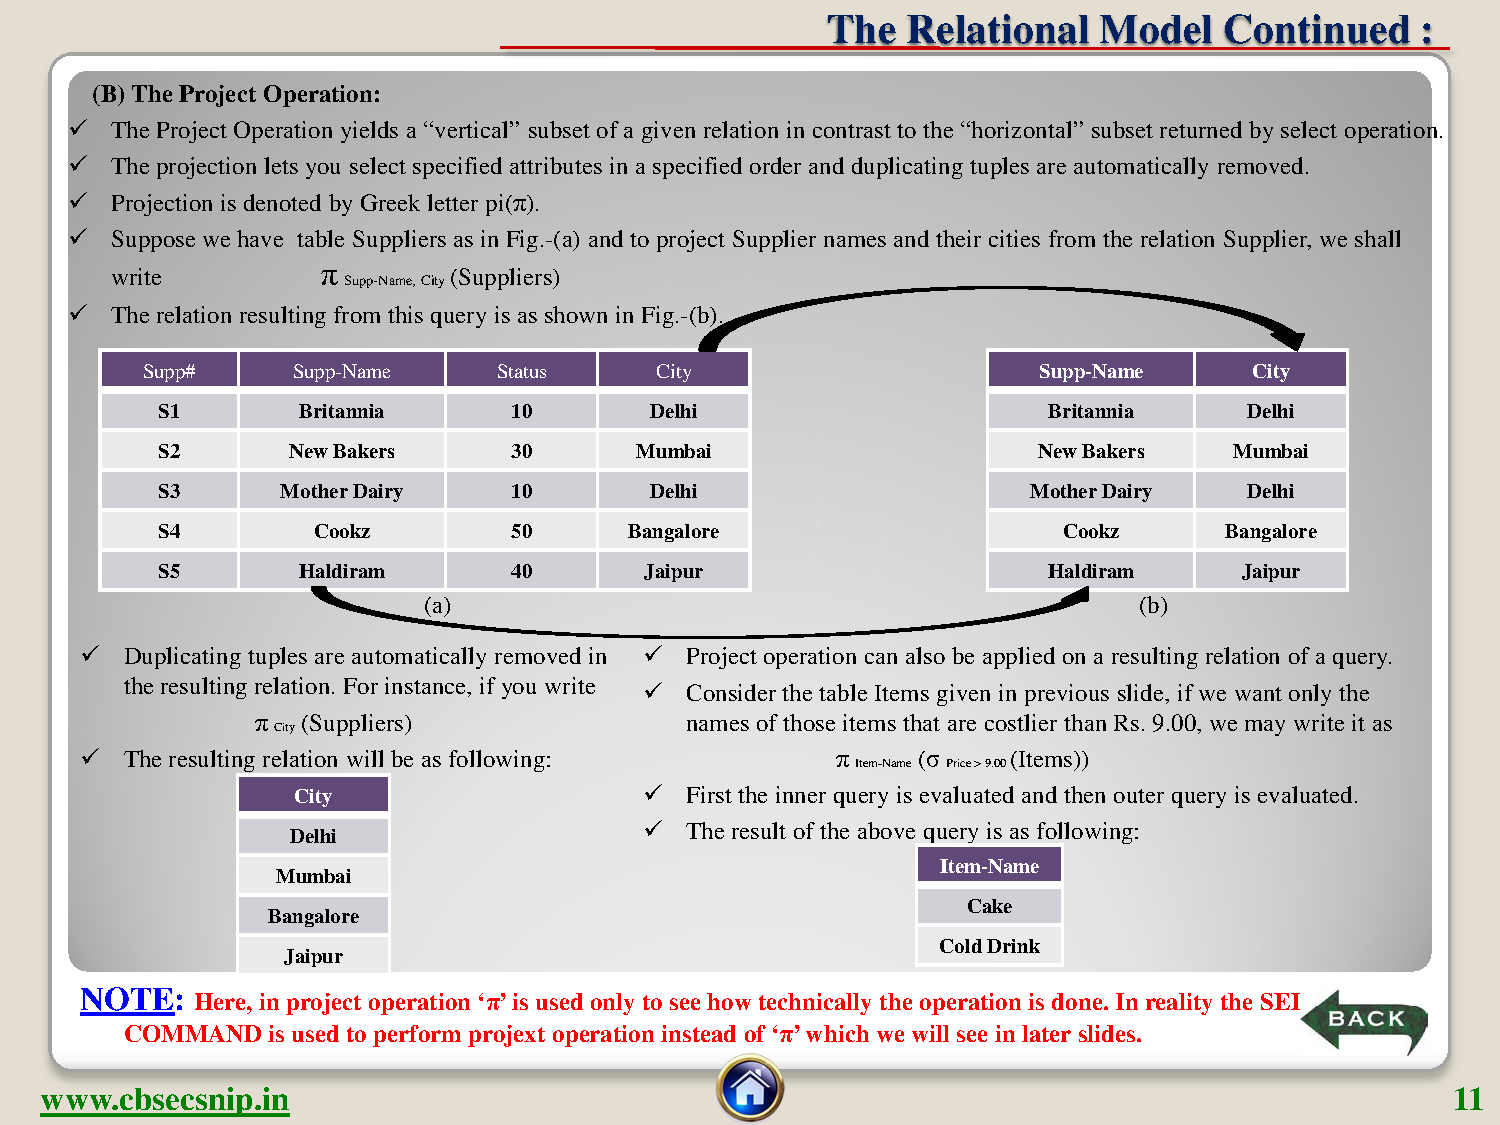 The Relational Model Continued :
(B) The Project Operation:
✓ The Project Operation yields a “vertical” subset of a given relation in contrast to the “horizontal” subset returned by select operation.
✓ The projection lets you select specified attributes in a specified order and duplicating tuples are automatically removed.
✓ Projection is denoted by Greek letter pi(π).
✓ Suppose we have table Suppliers as in Fig.-(a) and to project Supplier names and their cities from the relation Supplier, we shall
write π Supp-Name, City (Suppliers)
✓ The relation resulting from this query is as shown in Fig.-(b).
Supp# Supp-Name Status City
S1 Britannia 10 Delhi
S2 New Bakers 30 Mumbai
S3 Mother Dairy 10 Delhi
S4 Cookz 50 Bangalore
S5 Haldiram 40 Jaipur
(a)
Supp-Name City
Britannia Delhi
New Bakers Mumbai
Mother Dairy Delhi
Cookz Bangalore
Haldiram Jaipur
(b)
✓ Duplicating tuples are automatically removed in
the resulting relation. For instance, if you write
π City (Suppliers)
✓ The resulting relation will be as following:
City
Delhi
Mumbai
Bangalore
Jaipur
✓ Project operation can also be applied on a resulting relation of a query.
✓ Consider the table Items given in previous slide, if we want only the
names of those items that are costlier than Rs. 9.00, we may write it as
π Item-Name (σ Price > 9.00 (Items))
✓ First the inner query is evaluated and then outer query is evaluated.
✓ The result of the above query is as following:
Item-Name
Cake
Cold Drink
NOTE: Here, in project operation ‘π’ is used only to see how technically the operation is done. In reality the
COMMAND is used to perform projext operation instead of ‘π’ which we will see in later slides.
BACK
www.cbsecsnip.in
11